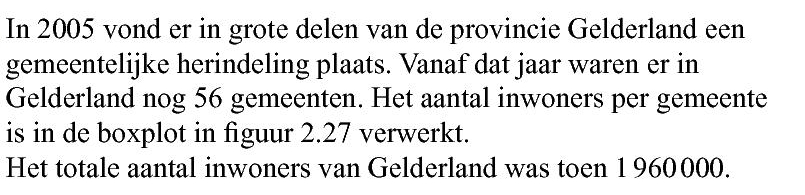 In 2005 vond er in grote delen van de provincie Gelderland een
gemeentelijke herindeling plaats. Vanaf dat jaar waren er in
Gelderland nog 56 gemeenten. Het aantal inwoners per gemeente
is in de boxplot in figuur 2.27 verwerkt.
Het totale aantal inwoners van Gelderland was toen 1 960 000.